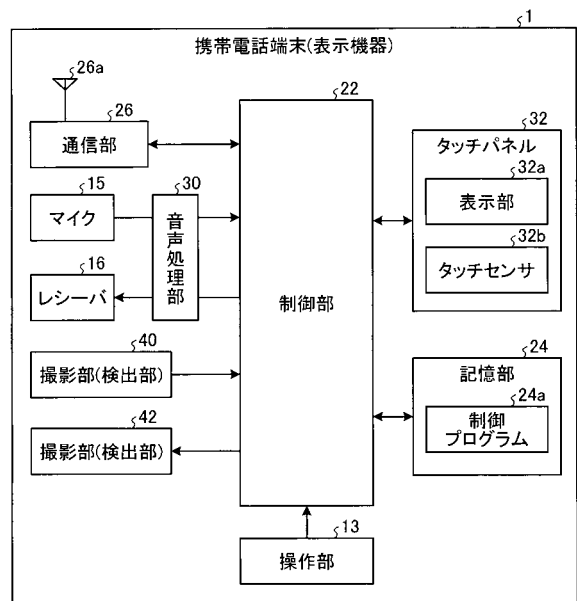 1
携帯電話端末(表示機器)
26a
26
通信部
15
マイク
30
音声処理部
16
レシーバ
40
撮影部(検出部)
42
撮影部(検出部)
22
制御部
13
操作部
32
タッチパネル
32a
表示部
32b
タッチセンサ
24
記憶部
24a
制御
プログラム